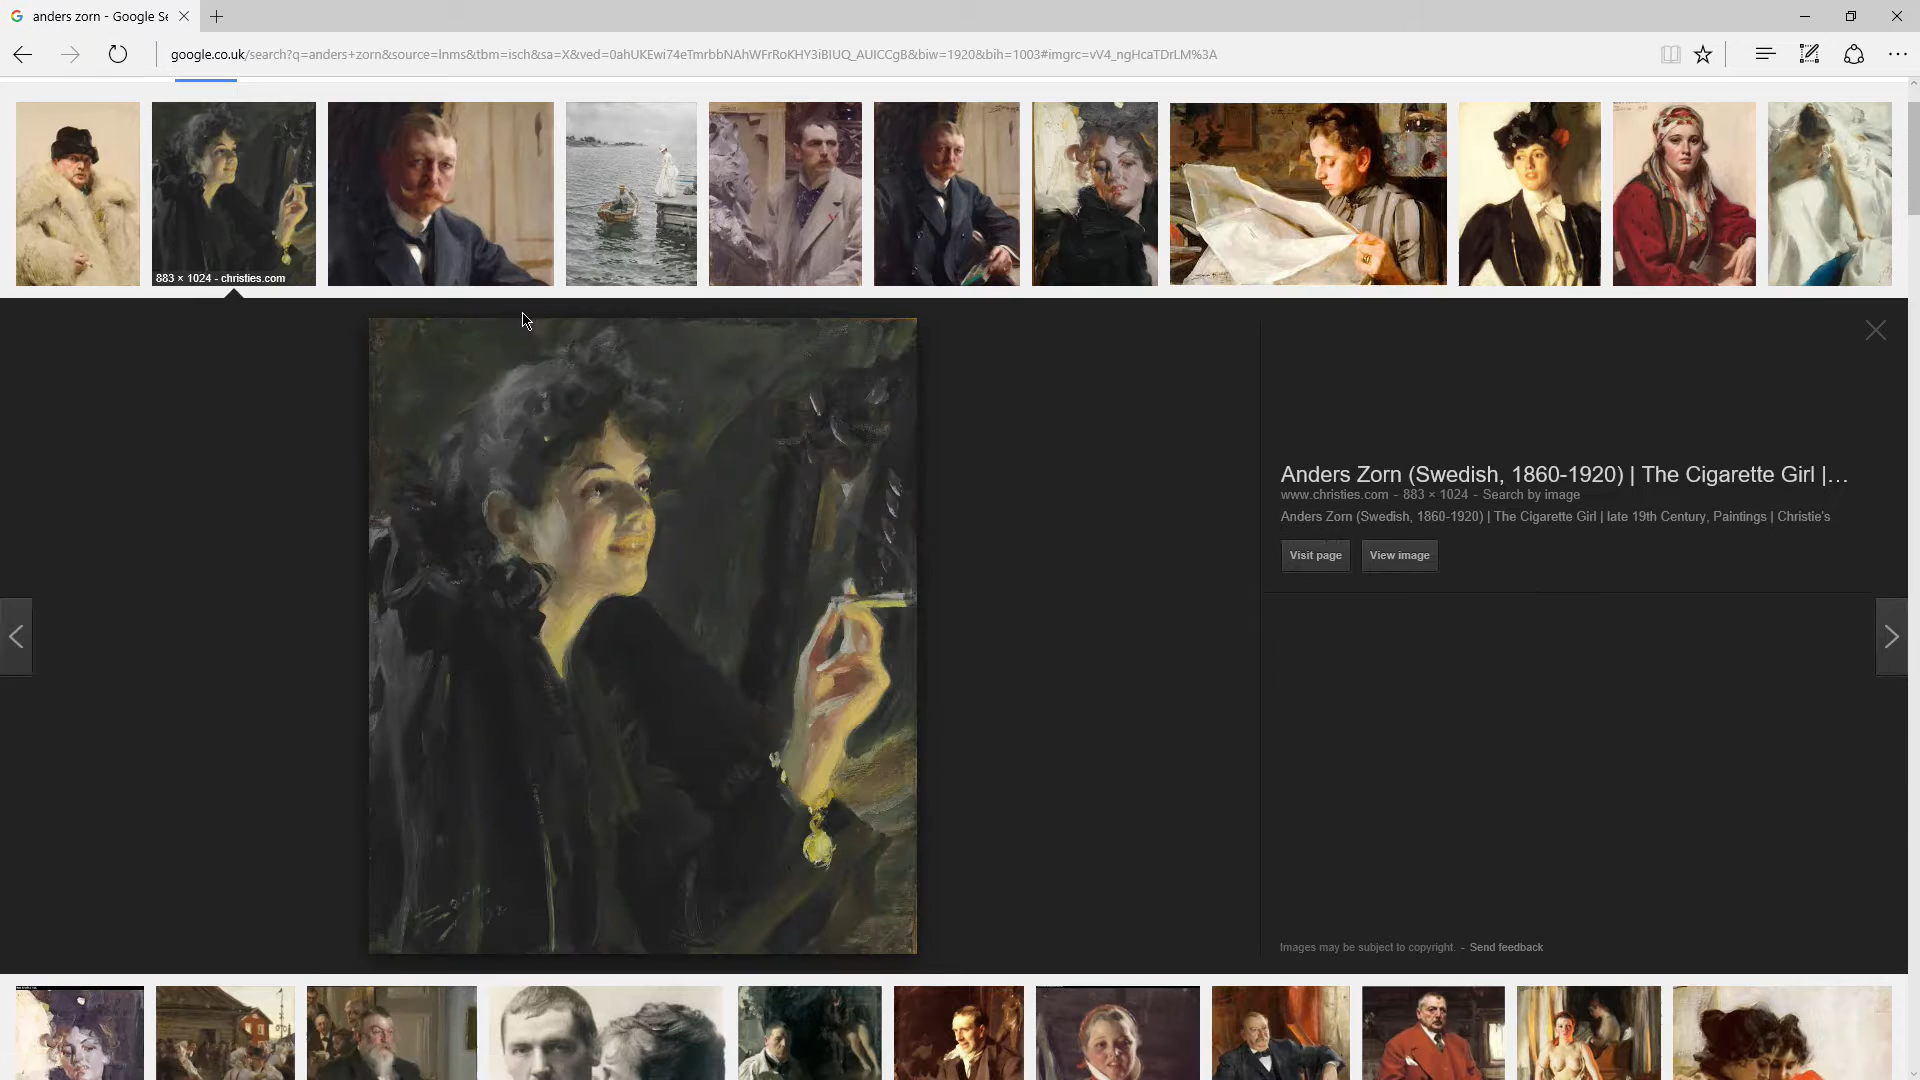 anders zorn - Google Se
google.co.uk/search?q=anders+zorn&source=lnms&tbm=isch&sa=X&ved=0ahUKEwi74eTmrbbNAhWFrRoKHY3iBIUQ_AUICCgB&biw=1920&bih=1003#imgrc=vV4_ngHcaTDrLM%3A
883 × 1024 - christies.com
Anders Zorn (Swedish, 1860-1920) | The Cigarette Girl |...
www.christies.com - 883 × 1024 - Search by image
Anders Zorn (Swedish, 1860-1920) | The Cigarette Girl | late 19th Century, Paintings | Christie's
Visit page View image
Images may be subject to copyright. - Send feedback